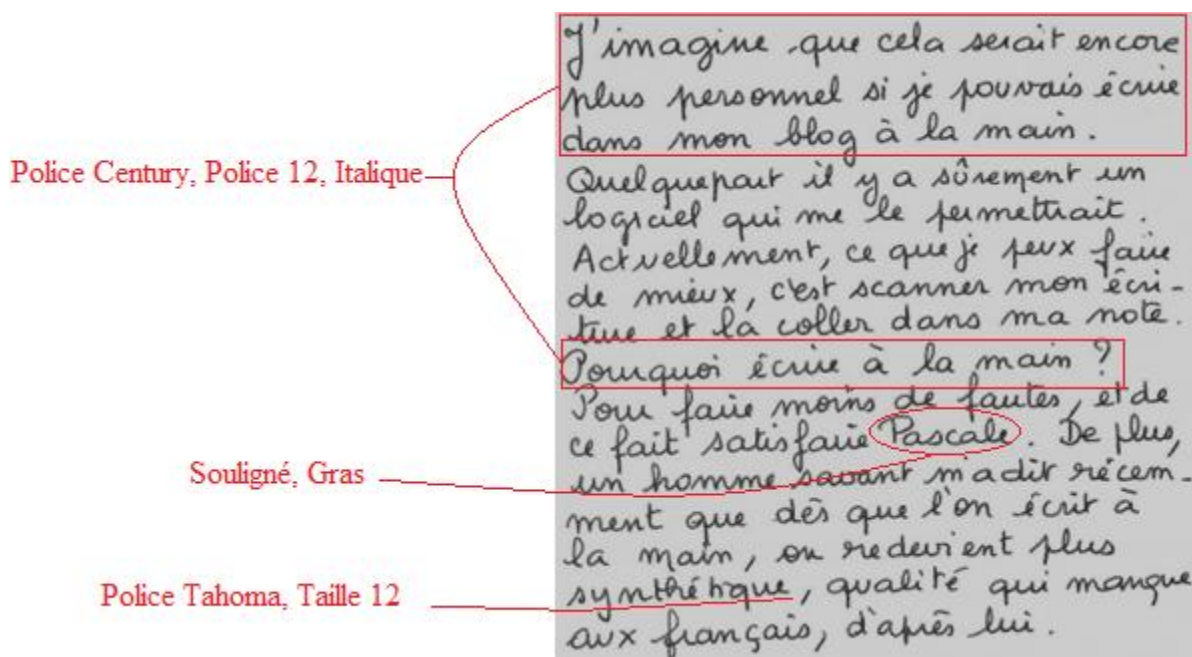 J'imagine que cela serait encore
plus personnel si je pouvais écrire
dans mon blog à la main.
Police Century, Police 12, Italique
Quelquepart il y a sûrement un
logiciel qui me le permettrait.
Actuellement, ce que je peux faire
de mieux, c'est scanner mon écri-
ture et la coller dans ma note.
Pourquoi écrire à la main ?
Pour faire moins de fautes, et de
ce fait satisfaire Pascale. De plus,
Souligné, Gras
un homme savant m'a dit récem-
ment que dès que l'on écrit à
la main, on redevient plus
Police Tahoma, Taille 12
synthétique, qualité qui manque
aux français, d'après lui.